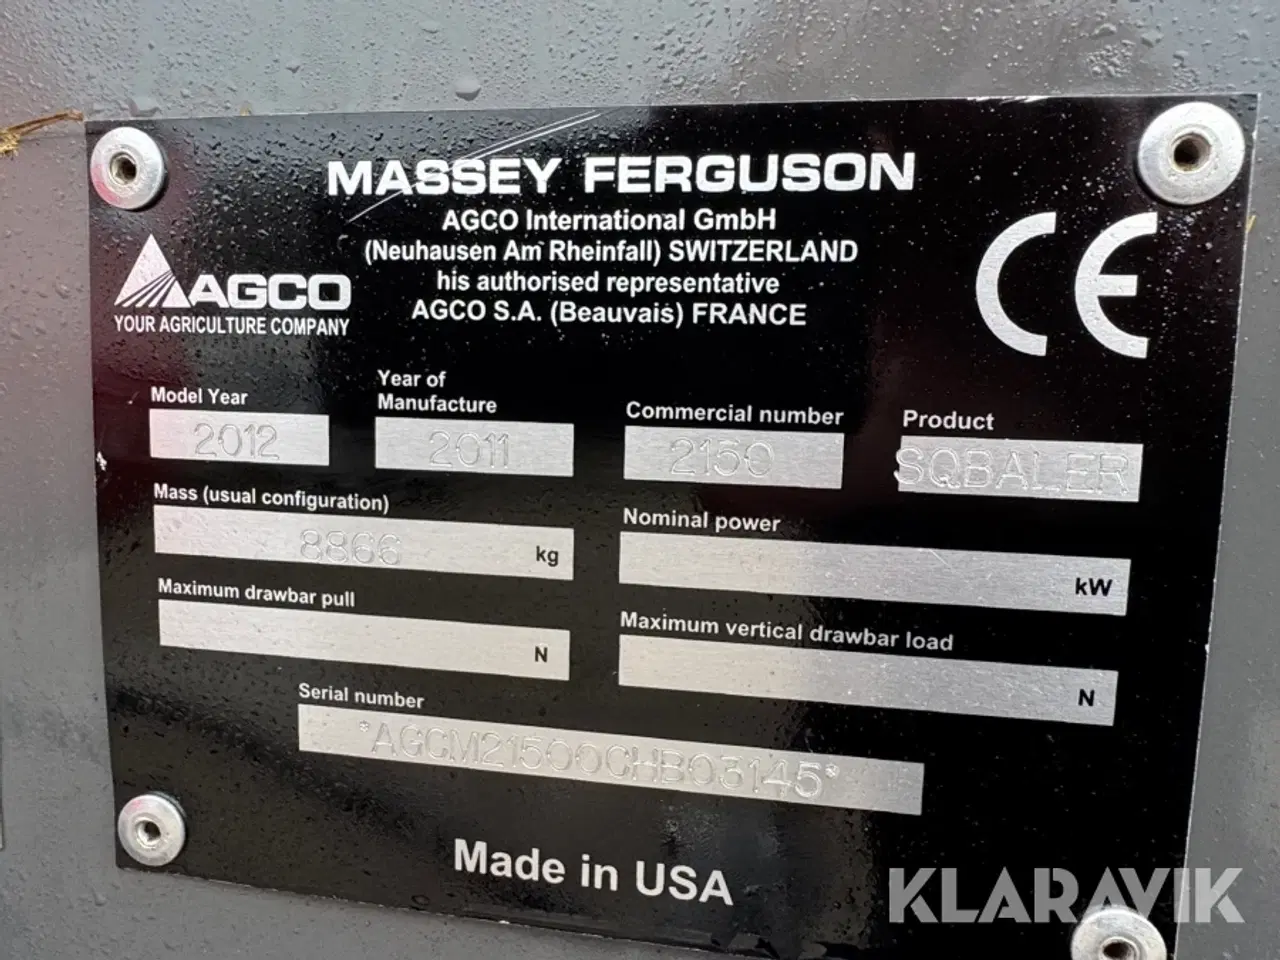 MASSEY FERGUSON
AGCO International GmbH
(Neuhausen Am Rheinfall) SWITZERLAND
his authorised representative
AGCO S.A. (Beauvais) FRANCE
AGCO
YOUR AGRICULTURE COMPANY
CE
Model Year
2012
Year of
Manufacture
2011
Commercial number
2150
Product
SQBALER
Mass (usual configuration)
8866 kg
Nominal power
kW
Maximum drawbar pull
N
Maximum vertical drawbar load
N
Serial number
*AGCM21500CHB03145*
Made in USA
KLARAVIK